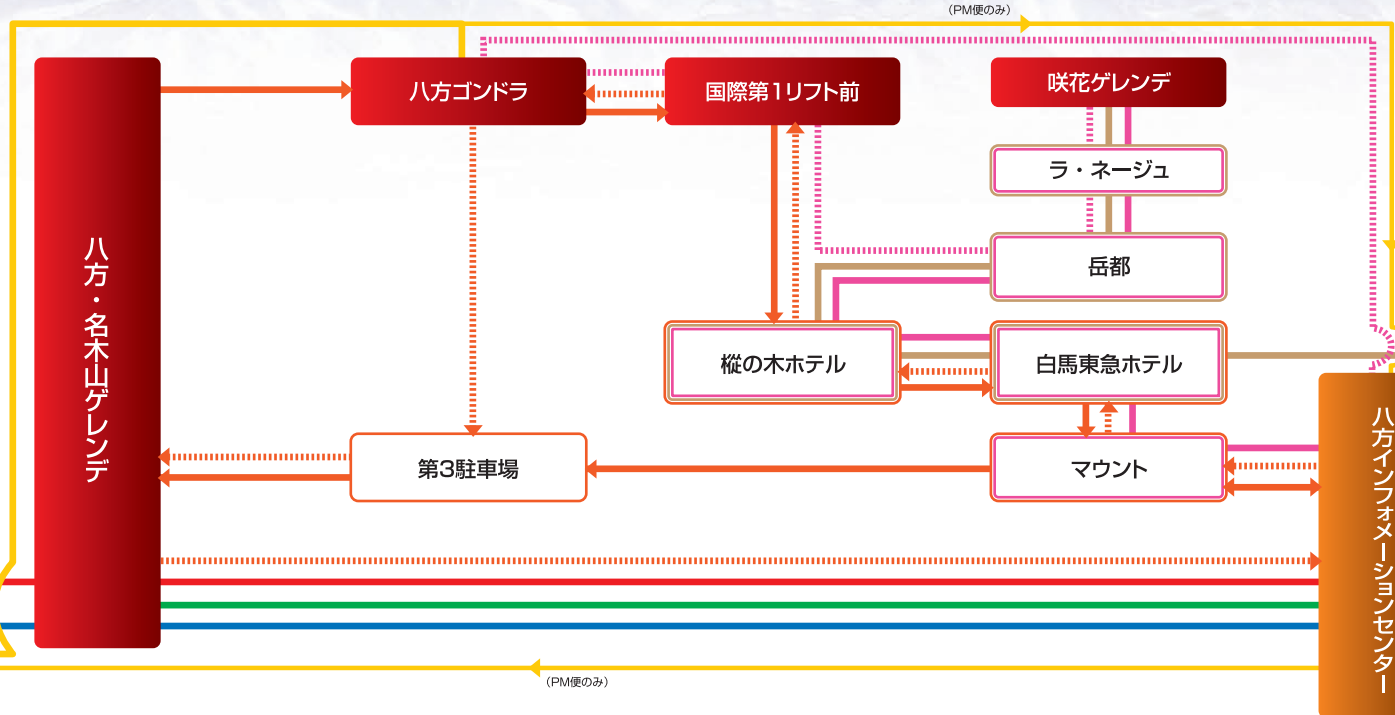 （PM便のみ）
八方・名木山ゲレンデ
八方ゴンドラ
国際第1リフト前
咲花ゲレンデ
ラ・ネージュ
岳都
樅の木ホテル
白馬東急ホテル
第3駐車場
マウント
八方インフォメーションセンター
（PM便のみ）